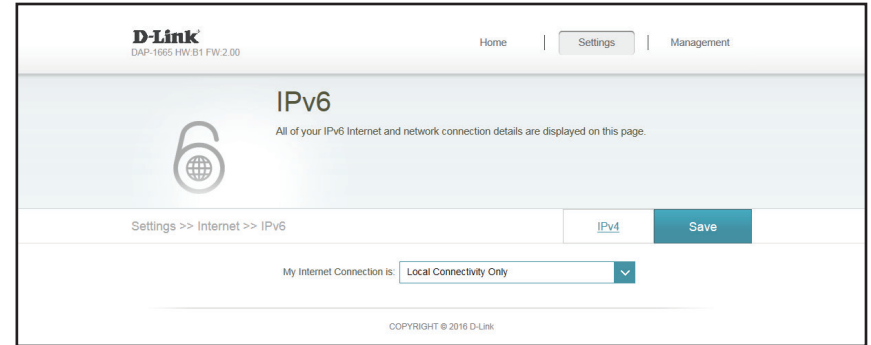 D-Link
DAP-1665 HW:B1 FW:2.00
Home | Settings | Management
IPv6
All of your IPv6 Internet and network connection details are displayed on this page.
Settings >> Internet >> IPv6
IPv4
Save
My Internet Connection is: Local Connectivity Only
COPYRIGHT © 2016 D-Link